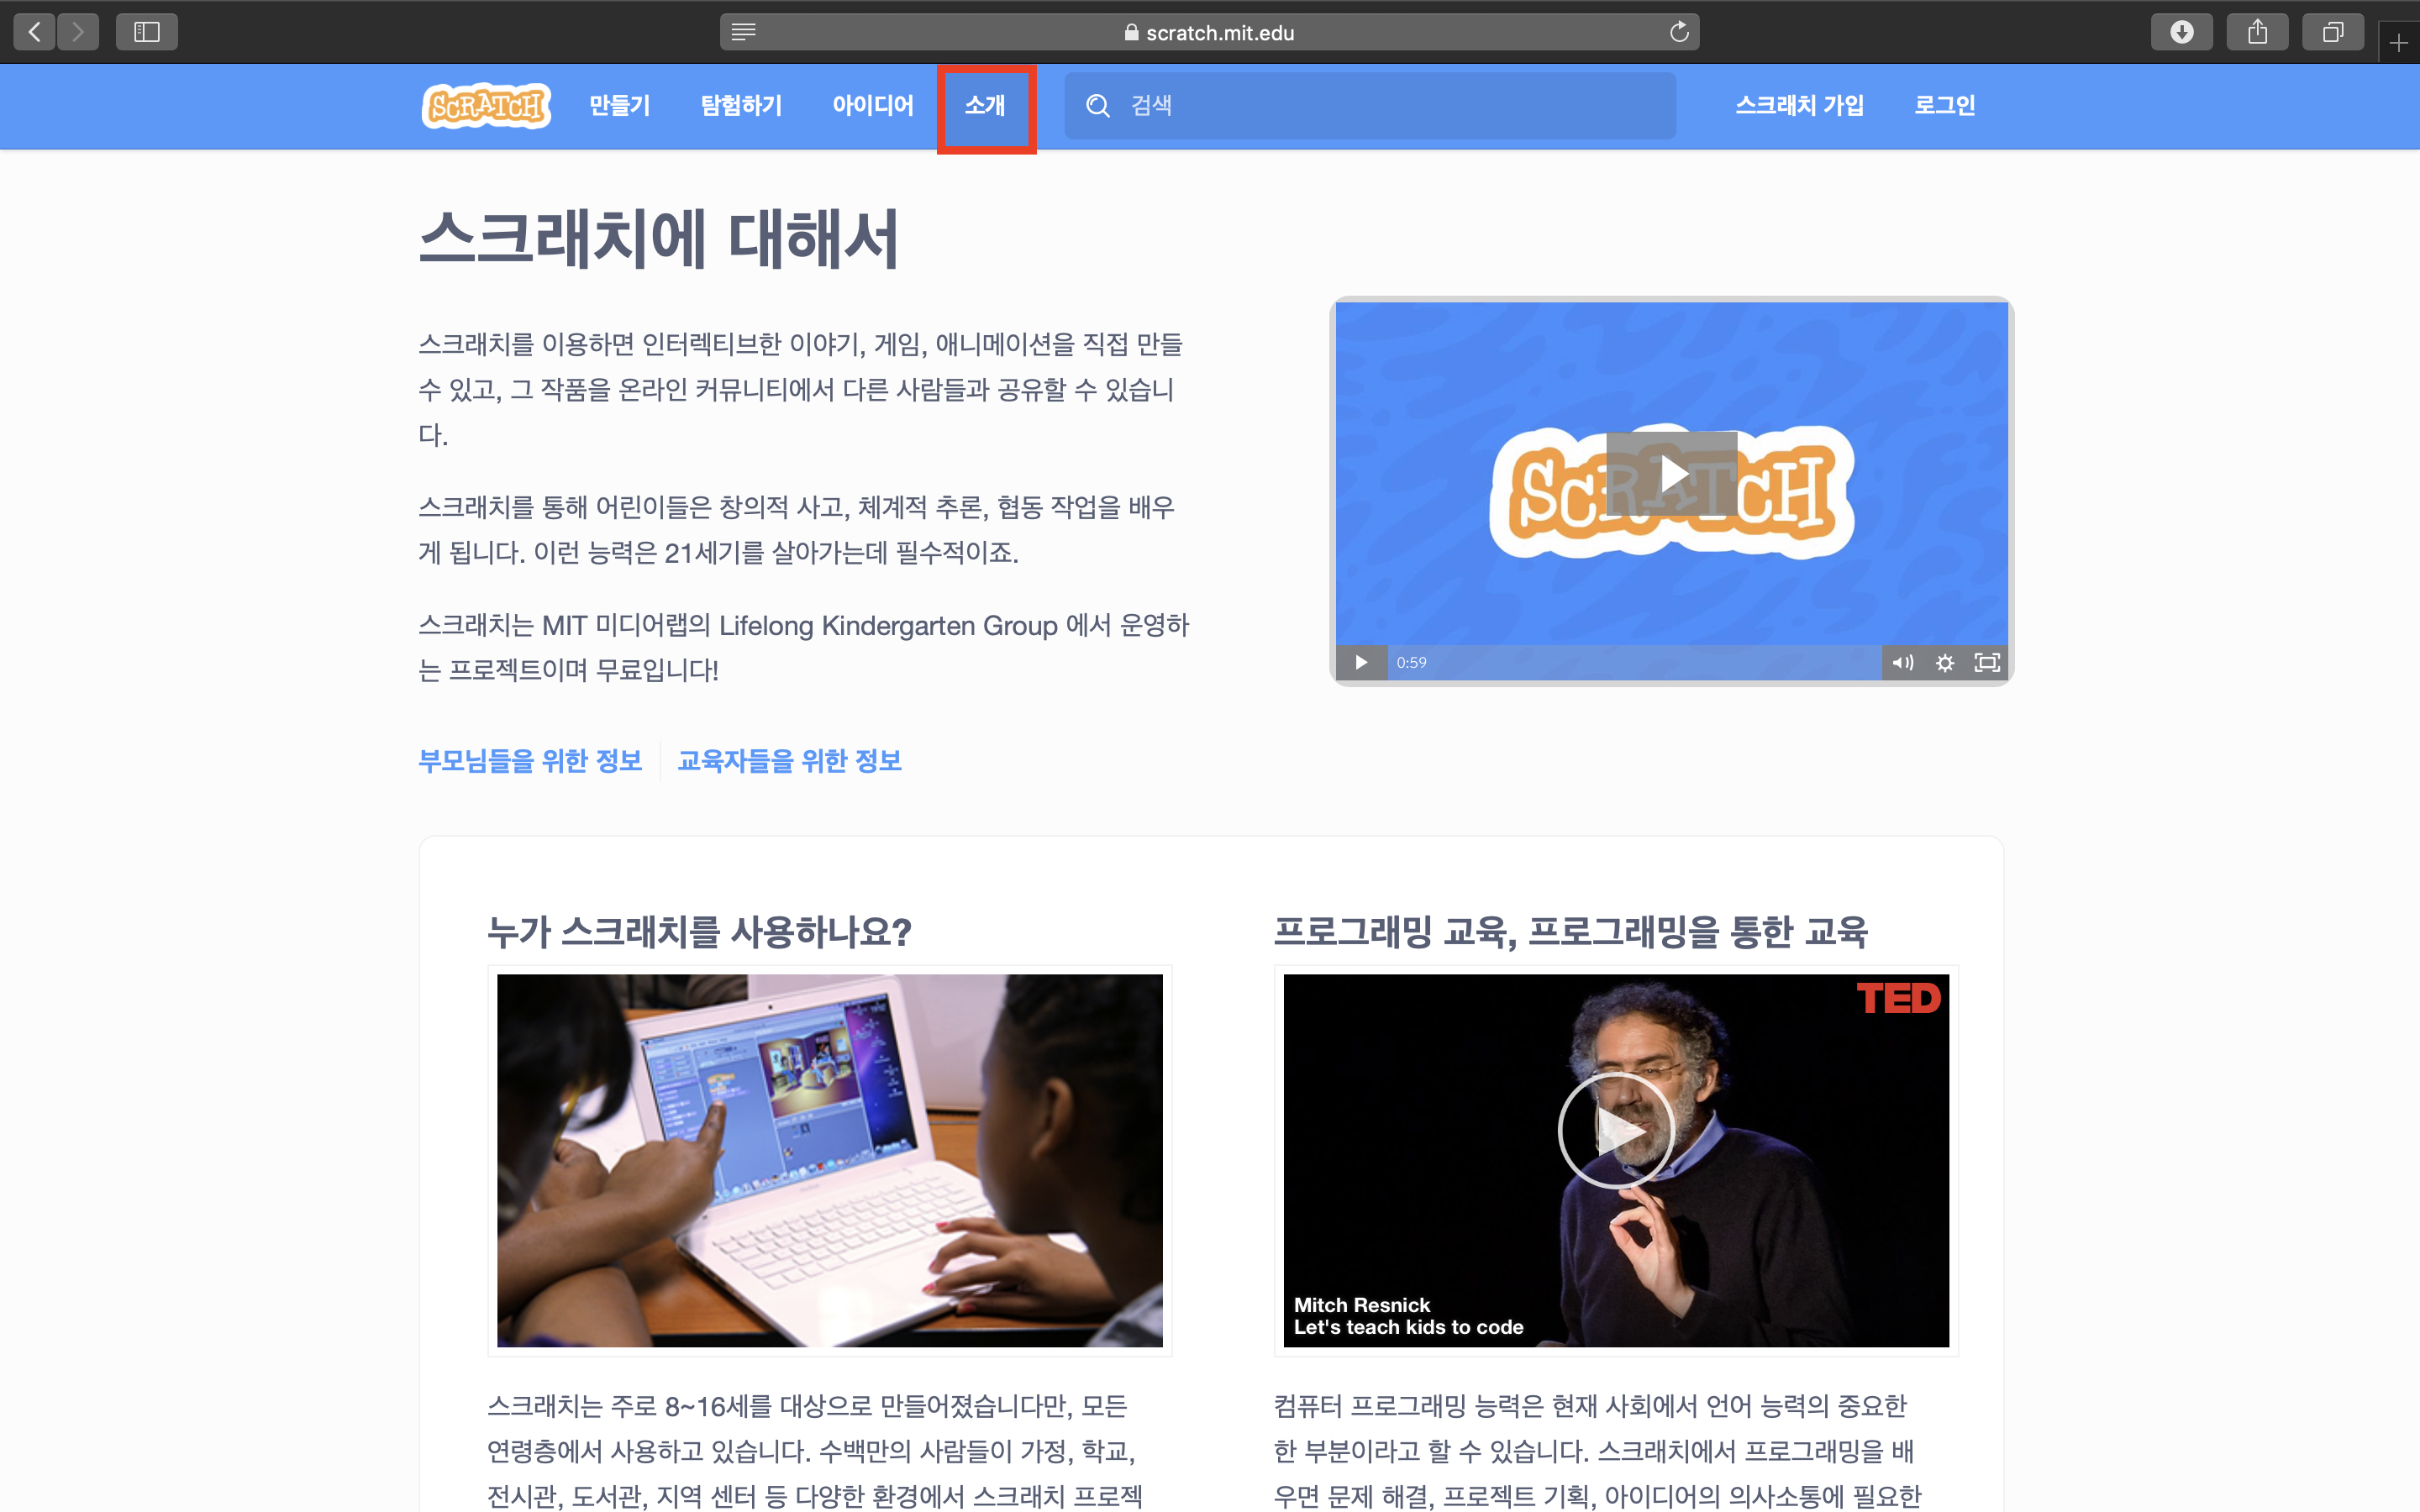 scratch.mit.edu
SCRATCH
만들기
탐험하기
아이디어
소개
검색
스크래치 가입
로그인
스크래치에 대해서
스크래치를 이용하면 인터렉티브한 이야기, 게임, 애니메이션을 직접 만들
수 있고, 그 작품을 온라인 커뮤니티에서 다른 사람들과 공유할 수 있습니
다.
스크래치를 통해 어린이들은 창의적 사고, 체계적 추론, 협동 작업을 배우
게 됩니다. 이런 능력은 21세기를 살아가는데 필수적이죠.
스크래치는 MIT 미디어랩의 Lifelong Kindergarten Group 에서 운영하
는 프로젝트이며 무료입니다!
SCRATCH
0:59
부모님들을 위한 정보
교육자들을 위한 정보
누가 스크래치를 사용하나요?
스크래치는 주로 8~16세를 대상으로 만들어졌습니다만, 모든
연령층에서 사용하고 있습니다. 수백만의 사람들이 가정, 학교,
전시관, 도서관, 지역 센터 등 다양한 환경에서 스크래치 프로젝
프로그래밍 교육, 프로그래밍을 통한 교육
TED
Mitch Resnick
Let's teach kids to code
컴퓨터 프로그래밍 능력은 현재 사회에서 언어 능력의 중요한
한 부분이라고 할 수 있습니다. 스크래치에서 프로그래밍을 배
우면 문제 해결, 프로젝트 기획, 아이디어의 의사소통에 필요한